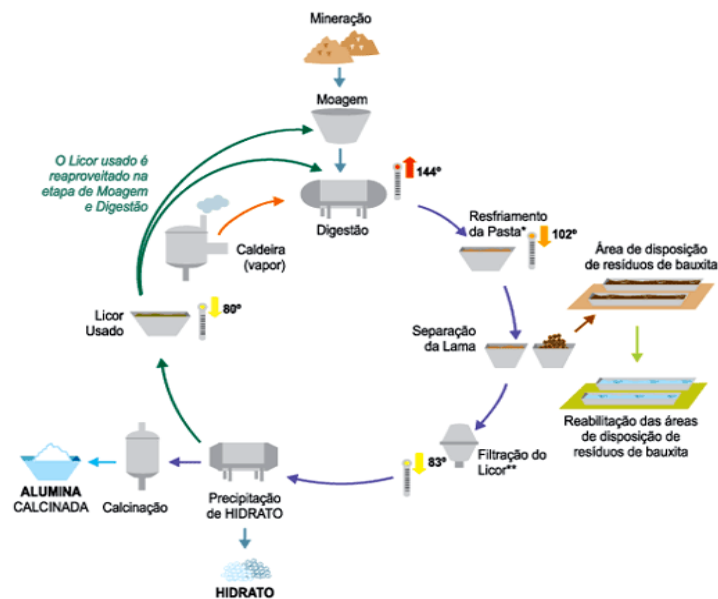 Mineração
Moagem
O Licor usado é
reaproveitado na
etapa de Moagem
e Digestão
144º
Digestão
Caldeira
(vapor)
Resfriamento
da Pasta*
102º
Área de disposição
de resíduos de bauxita
Licor
Usado
80º
Separação
da Lama
Reabilitação das áreas
de disposição de
resíduos de bauxita
Filtração do
Licor**
83º
Precipitação
de HIDRATO
Calcinação
ALUMINA
CALCINADA
HIDRATO